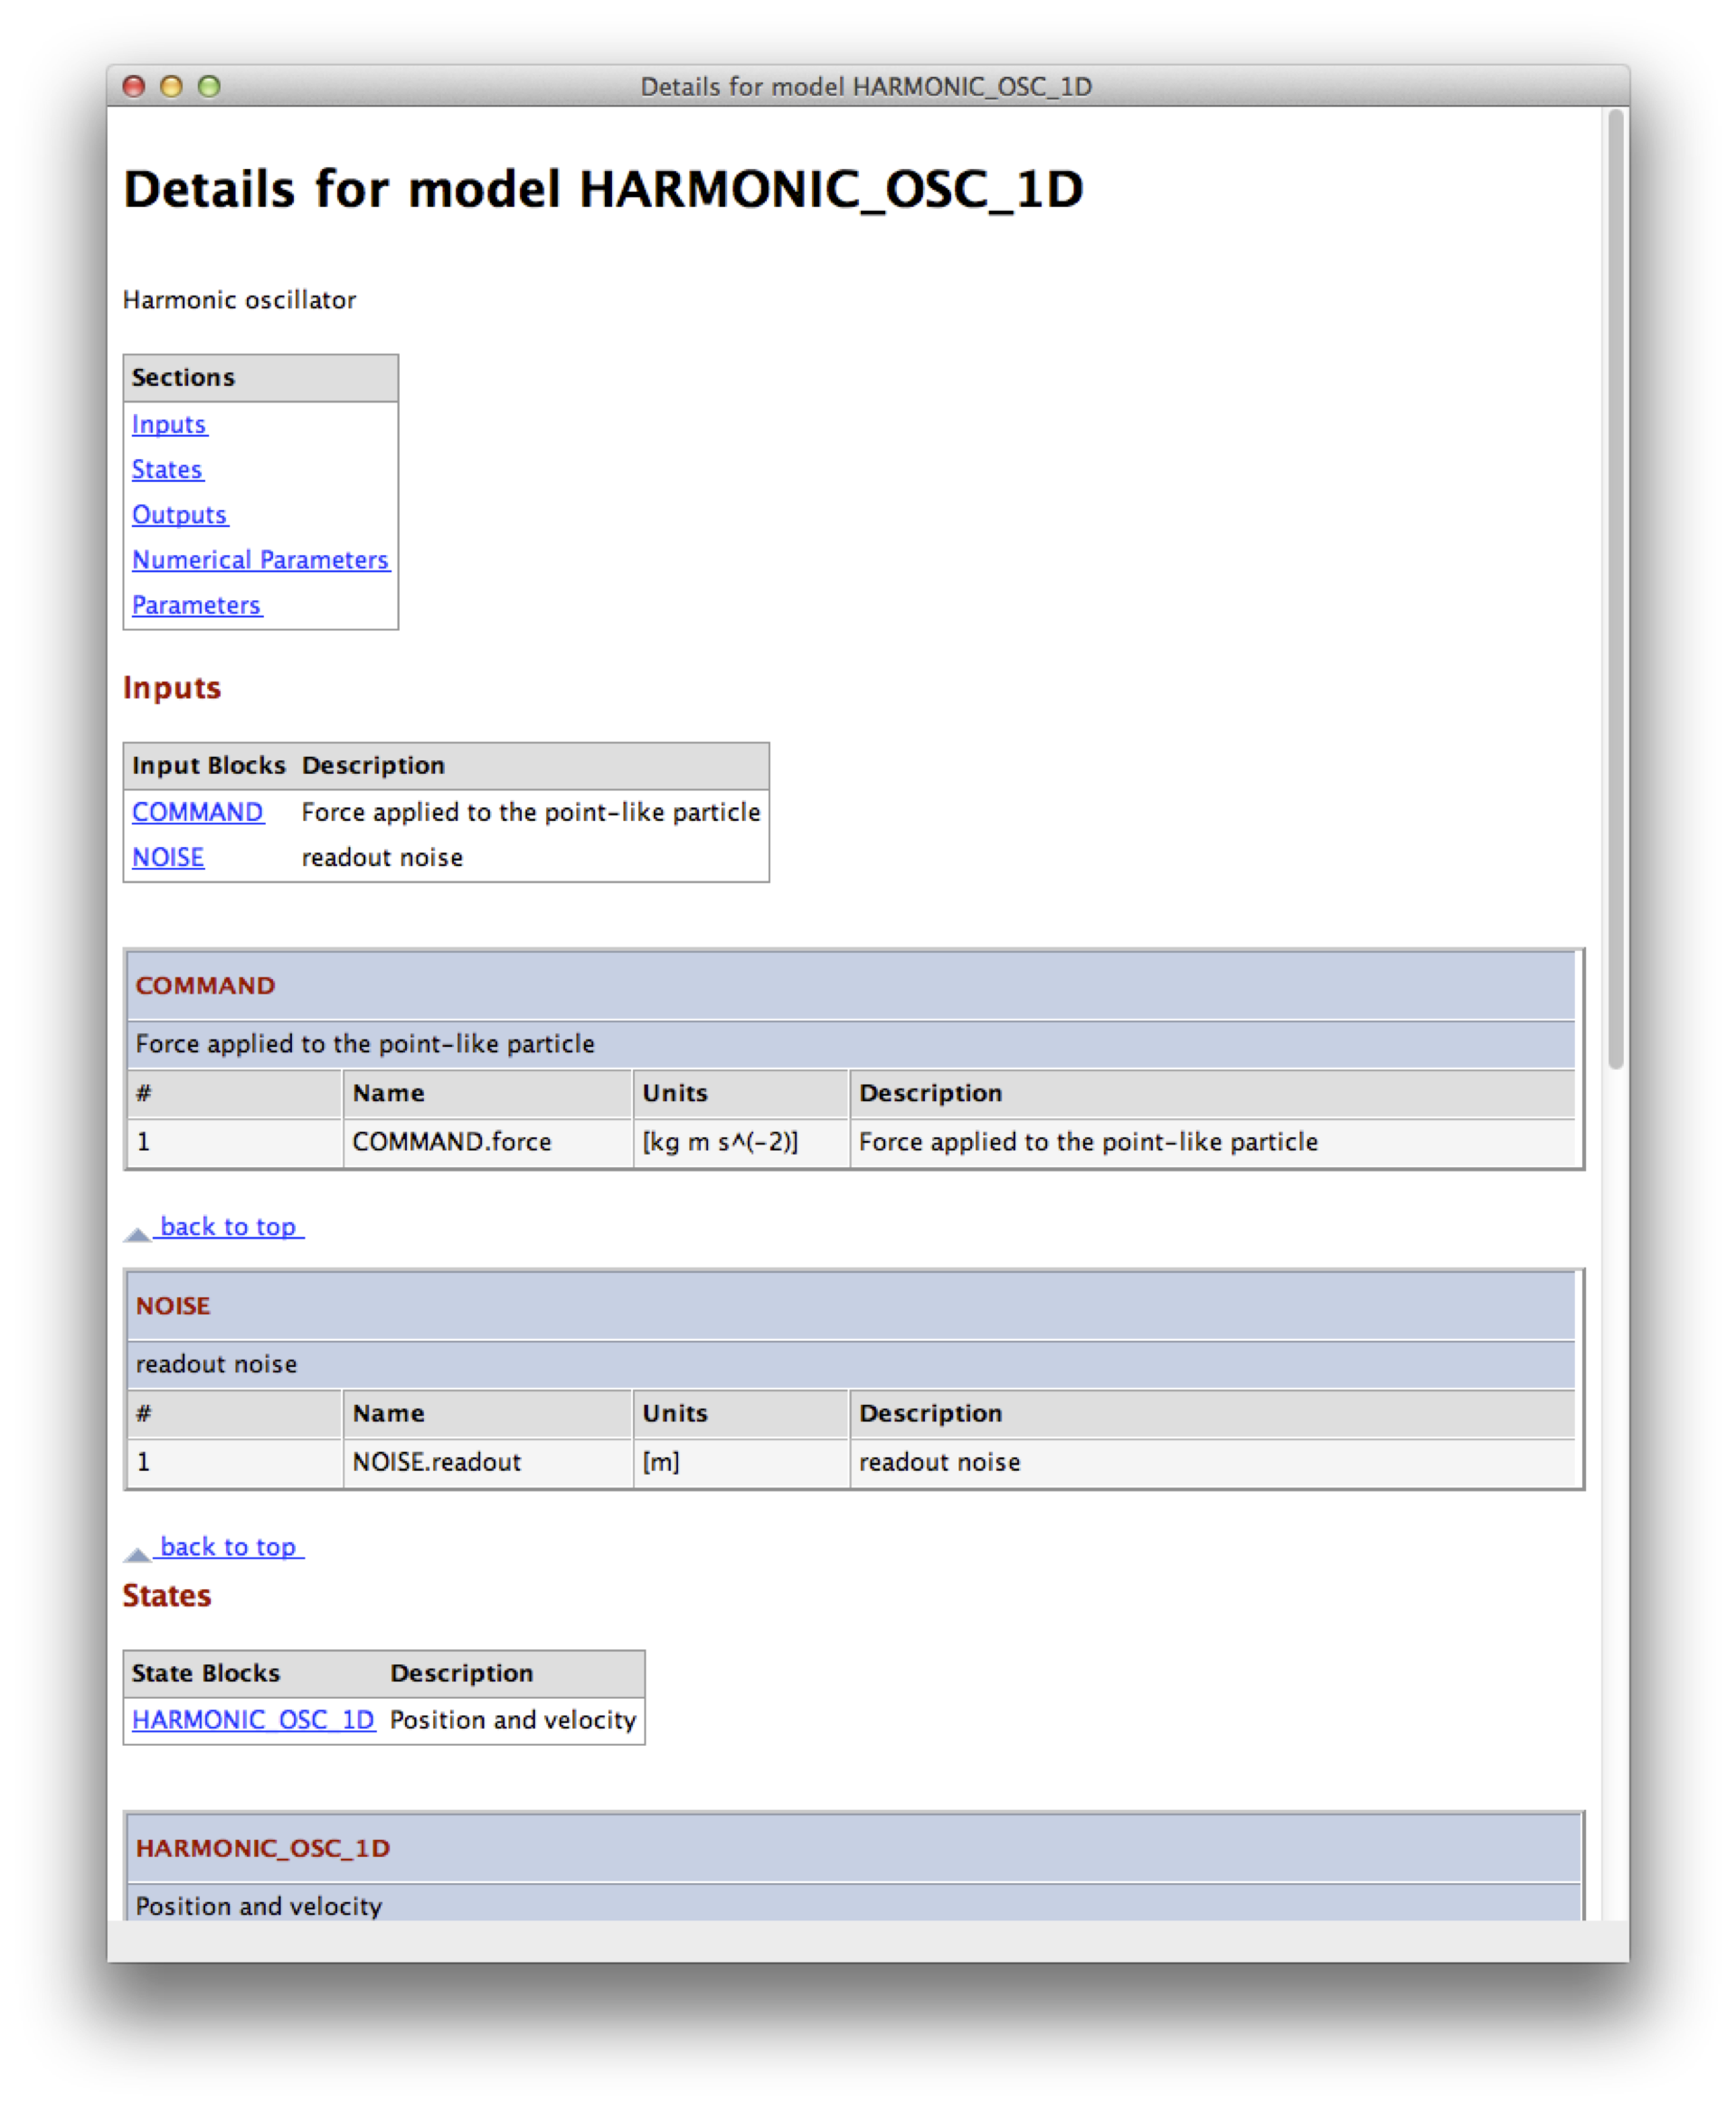 Details for model HARMONIC_OSC_1D
Details for model HARMONIC_OSC_1D
Harmonic oscillator
Sections
Inputs
States
Outputs
Numerical Parameters
Parameters
Inputs
Input Blocks Description
COMMAND Force applied to the point-like particle
NOISE readout noise
COMMAND
Force applied to the point-like particle
# Name Units Description
1 COMMAND.force [kg m s^(-2)] Force applied to the point-like particle
back to top
NOISE
readout noise
# Name Units Description
1 NOISE.readout [m] readout noise
back to top
States
State Blocks Description
HARMONIC_OSC_1D Position and velocity
HARMONIC_OSC_1D
Position and velocity